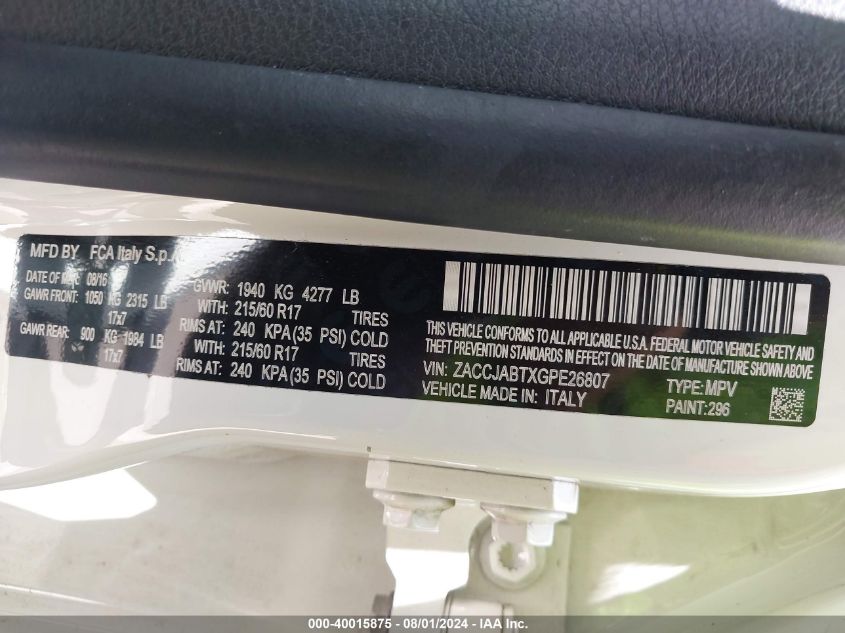 MFD BY FCA Italy S.p.A
DATE OF MFG 08/16 GVWR: 1940 KG 4277 LB
GAWR FRONT: 1050 KG 2315 LB WITH: 215/60 R17 TIRES
17x7 RIMS AT: 240 KPA (35 PSI) COLD
GAWR REAR: 900 KG 1984 LB WITH: 215/60 R17 TIRES
17x7 RIMS AT: 240 KPA (35 PSI) COLD
THIS VEHICLE CONFORMS TO ALL APPLICABLE U.S.A. FEDERAL MOTOR VEHICLE SAFETY AND
THEFT PREVENTION STANDARDS IN EFFECT ON THE DATE OF MANUFACTURE SHOWN ABOVE
VIN: ZACCJABTXGPE26807 TYPE: MPV
VEHICLE MADE IN: ITALY PAINT: 296
000-40015875 - 08/01/2024 - IAA Inc.